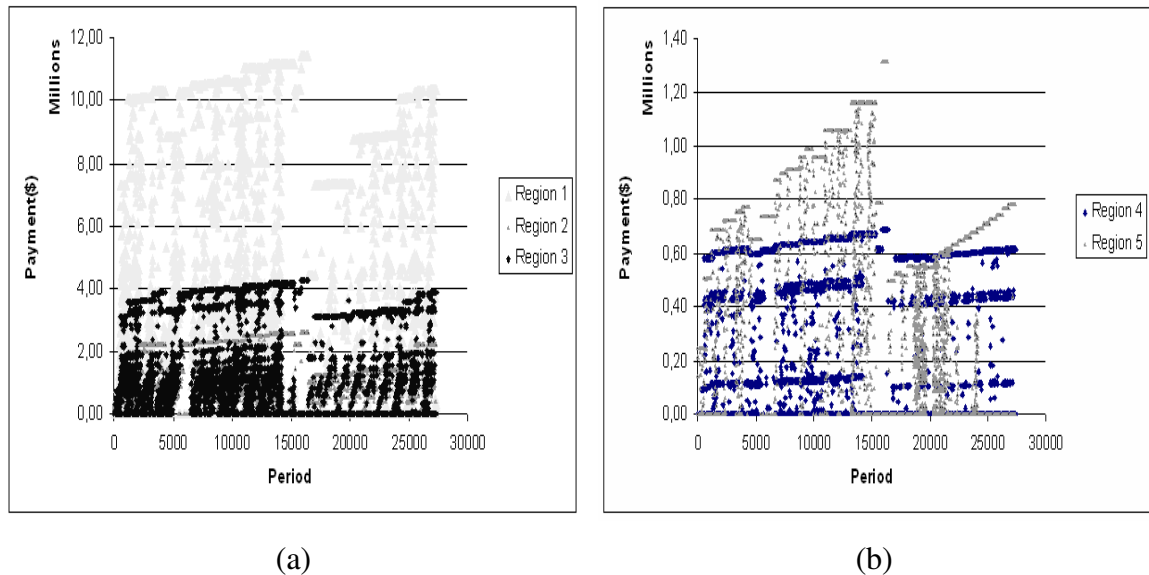 Millions
Payment($)
12,00
10,00
8,00
6,00
4,00
2,00
0,00
0 5000 10000 15000 20000 25000 30000
Period
Region 1
Region 2
Region 3
(a)
Millions
Payment($)
1,40
1,20
1,00
0,80
0,60
0,40
0,20
0,00
0 5000 10000 15000 20000 25000 30000
Period
Region 4
Region 5
(b)